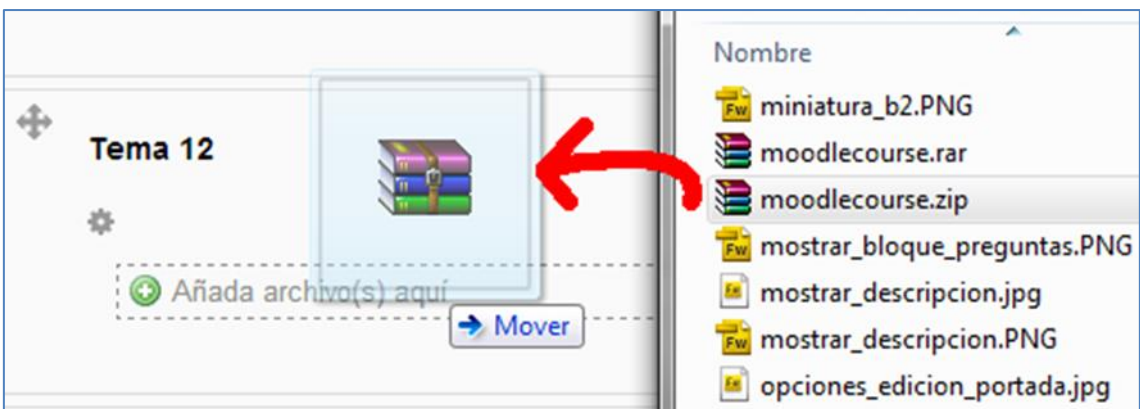 Tema 12
Añada archivo(s) aquí
Mover
Nombre
miniatura_b2.PNG
moodlecourse.rar
moodlecourse.zip
mostrar_bloque_preguntas.PNG
mostrar_descripcion.jpg
mostrar_descripcion.PNG
opciones_edicion_portada.jpg